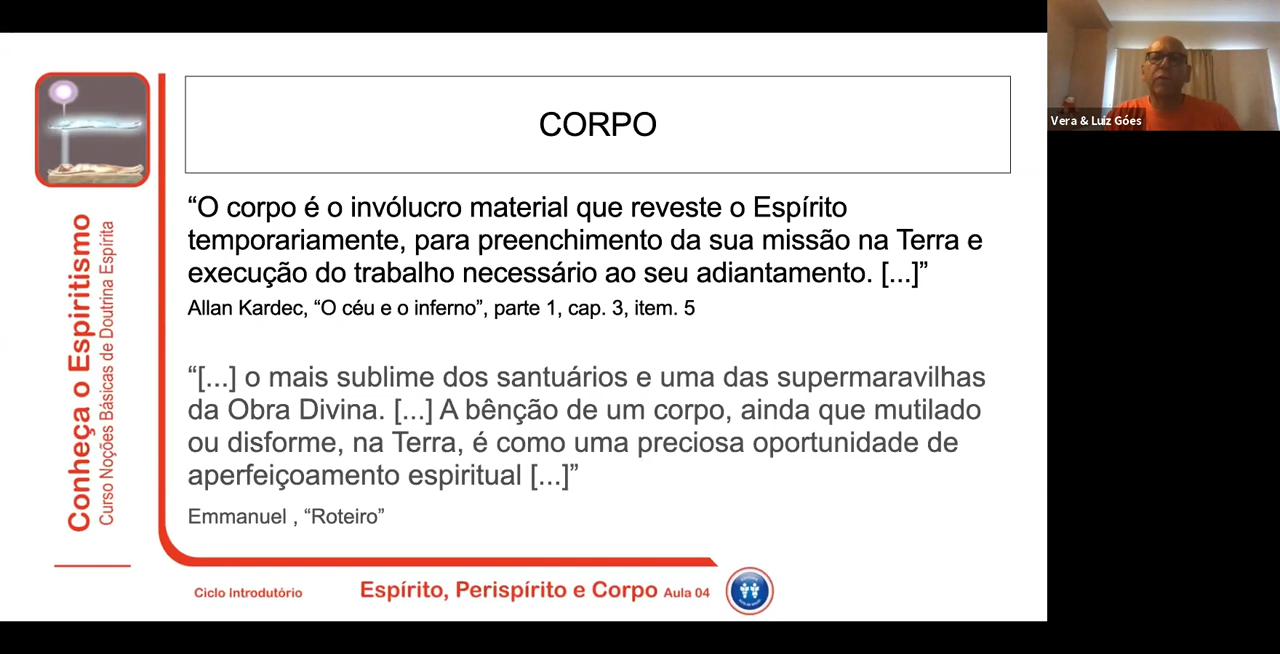 CORPO
“O corpo é o invólucro material que reveste o Espírito
temporariamente, para preenchimento da sua missão na Terra e
execução do trabalho necessário ao seu adiantamento. [...]”
Allan Kardec, “O céu e o inferno”, parte 1, cap. 3, item. 5
“[...] o mais sublime dos santuários e uma das supermaravilhas
da Obra Divina. [...] A bênção de um corpo, ainda que mutilado
ou disforme, na Terra, é como uma preciosa oportunidade de
aperfeiçoamento espiritual [...]”
Emmanuel , “Roteiro”
Conheça o Espiritismo
Curso Noções Básicas de Doutrina Espírita
Ciclo Introdutório
Espírito, Perispírito e Corpo Aula 04
Vera & Luiz Góes